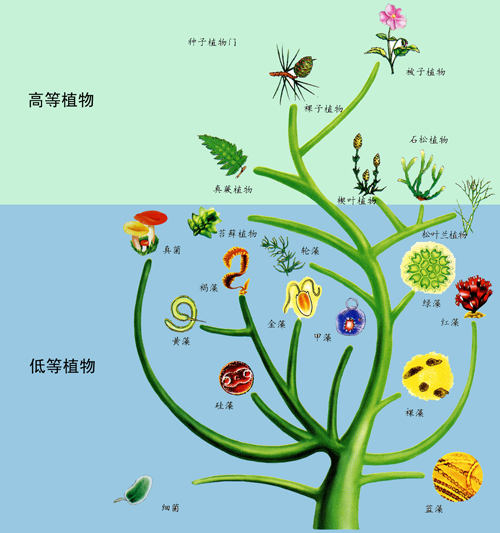 种子植物门
被子植物
高等植物
裸子植物
石松植物
真蕨植物
楔叶植物
苔藓植物
松叶兰植物
真菌
轮藻
褐藻
绿藻
金藻
红藻
黄藻
甲藻
低等植物
硅藻
裸藻
细菌
蓝藻